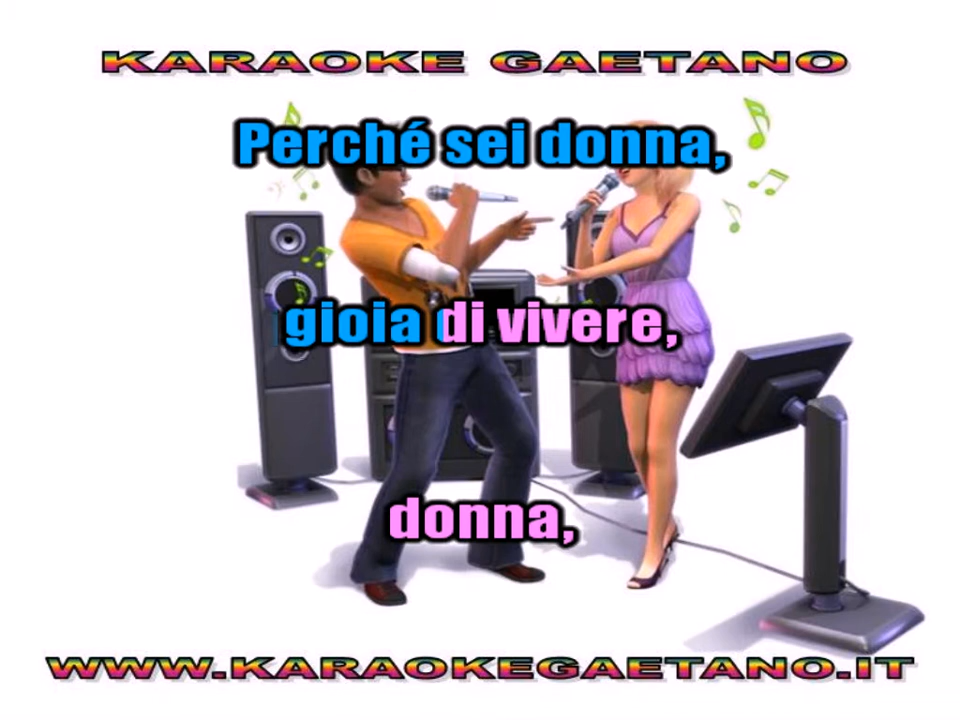 KARAOKE GAETANO
Perché sei donna,
gioia di vivere,
donna,
WWW.KARAOKEGAETANO.IT